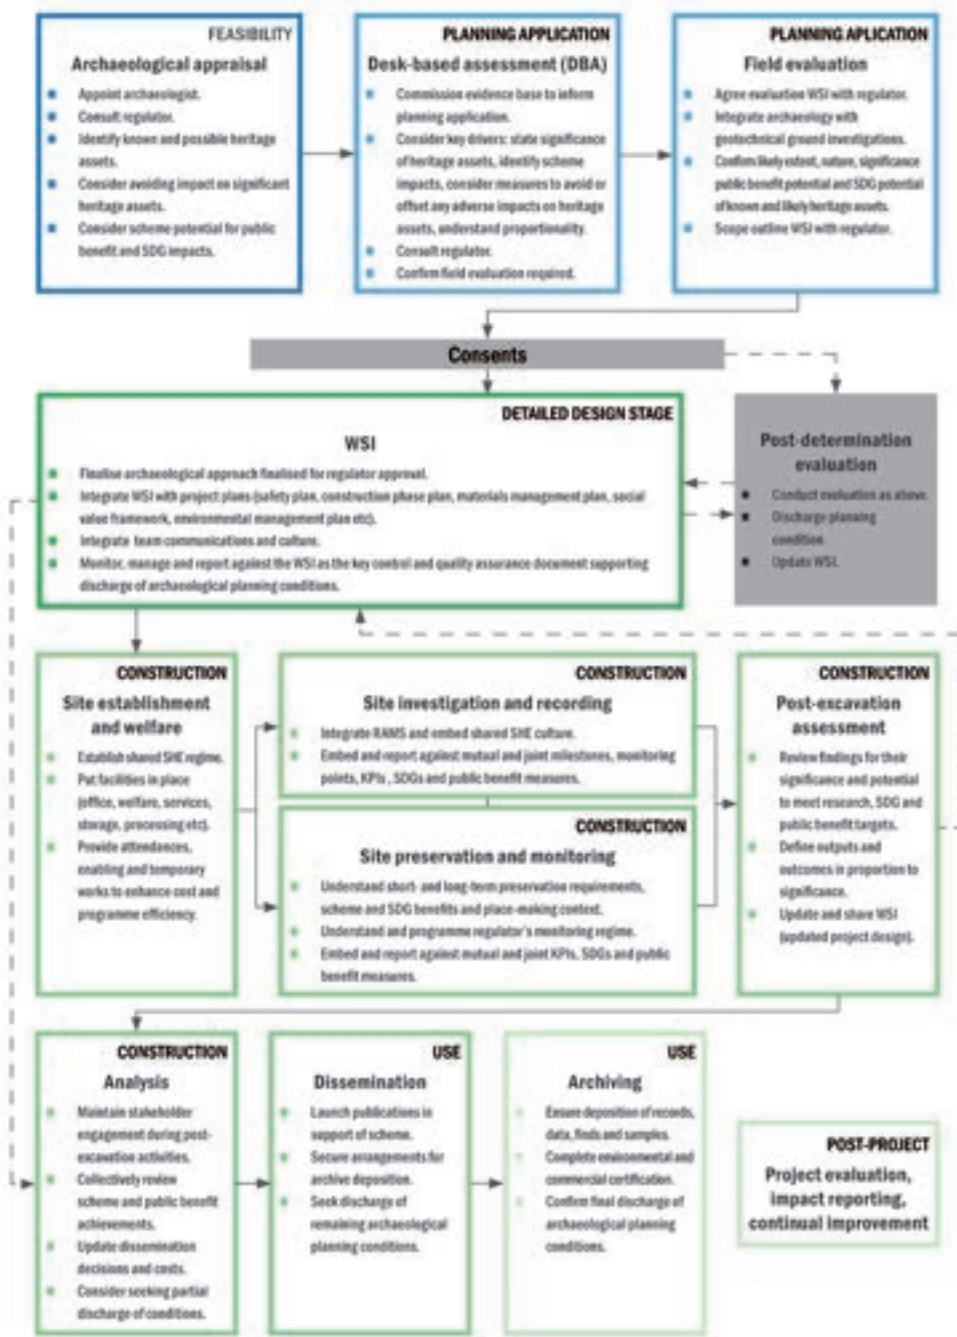 FEASIBILITY
Archaeological appraisal
Appoint archaeologist.
Consult regulator.
Identify known and possible heritage
assets.
Consider avoiding impact on significant
heritage assets.
Consider scheme potential for public
benefit and SDG impacts.
PLANNING APPLICATION
Desk-based assessment (DBA)
Commission evidence base to inform
planning application.
Consider key drivers: state significance
of heritage assets, identify scheme
impacts, consider measures to avoid or
offset any adverse impacts on heritage
assets, understand proportionality.
Consult regulator.
Confirm field evaluation required.
PLANNING APLICATION
Field evaluation
Agree evaluation WSI with regulator.
Integrate archaeology with
geotechnical ground investigations.
Confirm likely extent, nature, significance
public benefit potential and SDG potential
of known and likely heritage assets.
Scope outline WSI with regulator.
Consents
DETAILED DESIGN STAGE
WSI
Finalise archaeological approach finalised for regulator approval.
Integrate WSI with project plans (safety plan, construction phase plan, materials management plan, social
value framework, environmental management plan etc).
Integrate team communications and culture.
Monitor, manage and report against the WSI as the key control and quality assurance document supporting
discharge of archaeological planning conditions.
Post-determination
evaluation
Conduct evaluation as above.
Discharge planning
condition
Update WSI.
CONSTRUCTION
Site establishment
and welfare
Establish shared SHE regime.
Put facilities in place
(office, welfare, services,
storage, processing etc).
Provide attendances,
enabling and temporary
works to enhance cost and
programme efficiency.
CONSTRUCTION
Site investigation and recording
Integrate RAMS and embed shared SHE culture.
Embed and report against mutual and joint milestones, monitoring
points, KPIs , SDGs and public benefit measures.
CONSTRUCTION
Site preservation and monitoring
Understand short- and long-term preservation requirements,
scheme and SDG benefits and place-making context.
Understand and programme regulator's monitoring regime.
Embed and report against mutual and joint KPIs, SDGs and public
benefit measures.
CONSTRUCTION
Post-excavation
assessment
Review findings for their
significance and potential
to meet research, SDG and
public benefit targets.
Define outputs and
outcomes in proportion to
significance.
Update and share WSI
(updated project design).
CONSTRUCTION
Analysis
Maintain stakeholder
engagement during post-
excavation activities.
Collectively review
scheme and public benefit
achievements.
Update dissemination
decisions and costs.
Consider seeking partial
discharge of conditions.
USE
Dissemination
Launch publications in
support of scheme.
Secure arrangements for
archive deposition.
Seek discharge of
remaining archaeological
planning conditions.
USE
Archiving
Ensure deposition of records,
data, finds and samples.
Complete environmental and
commercial certification.
Confirm final discharge of
archaeological planning
conditions.
POST-PROJECT
Project evaluation,
impact reporting,
continual improvement